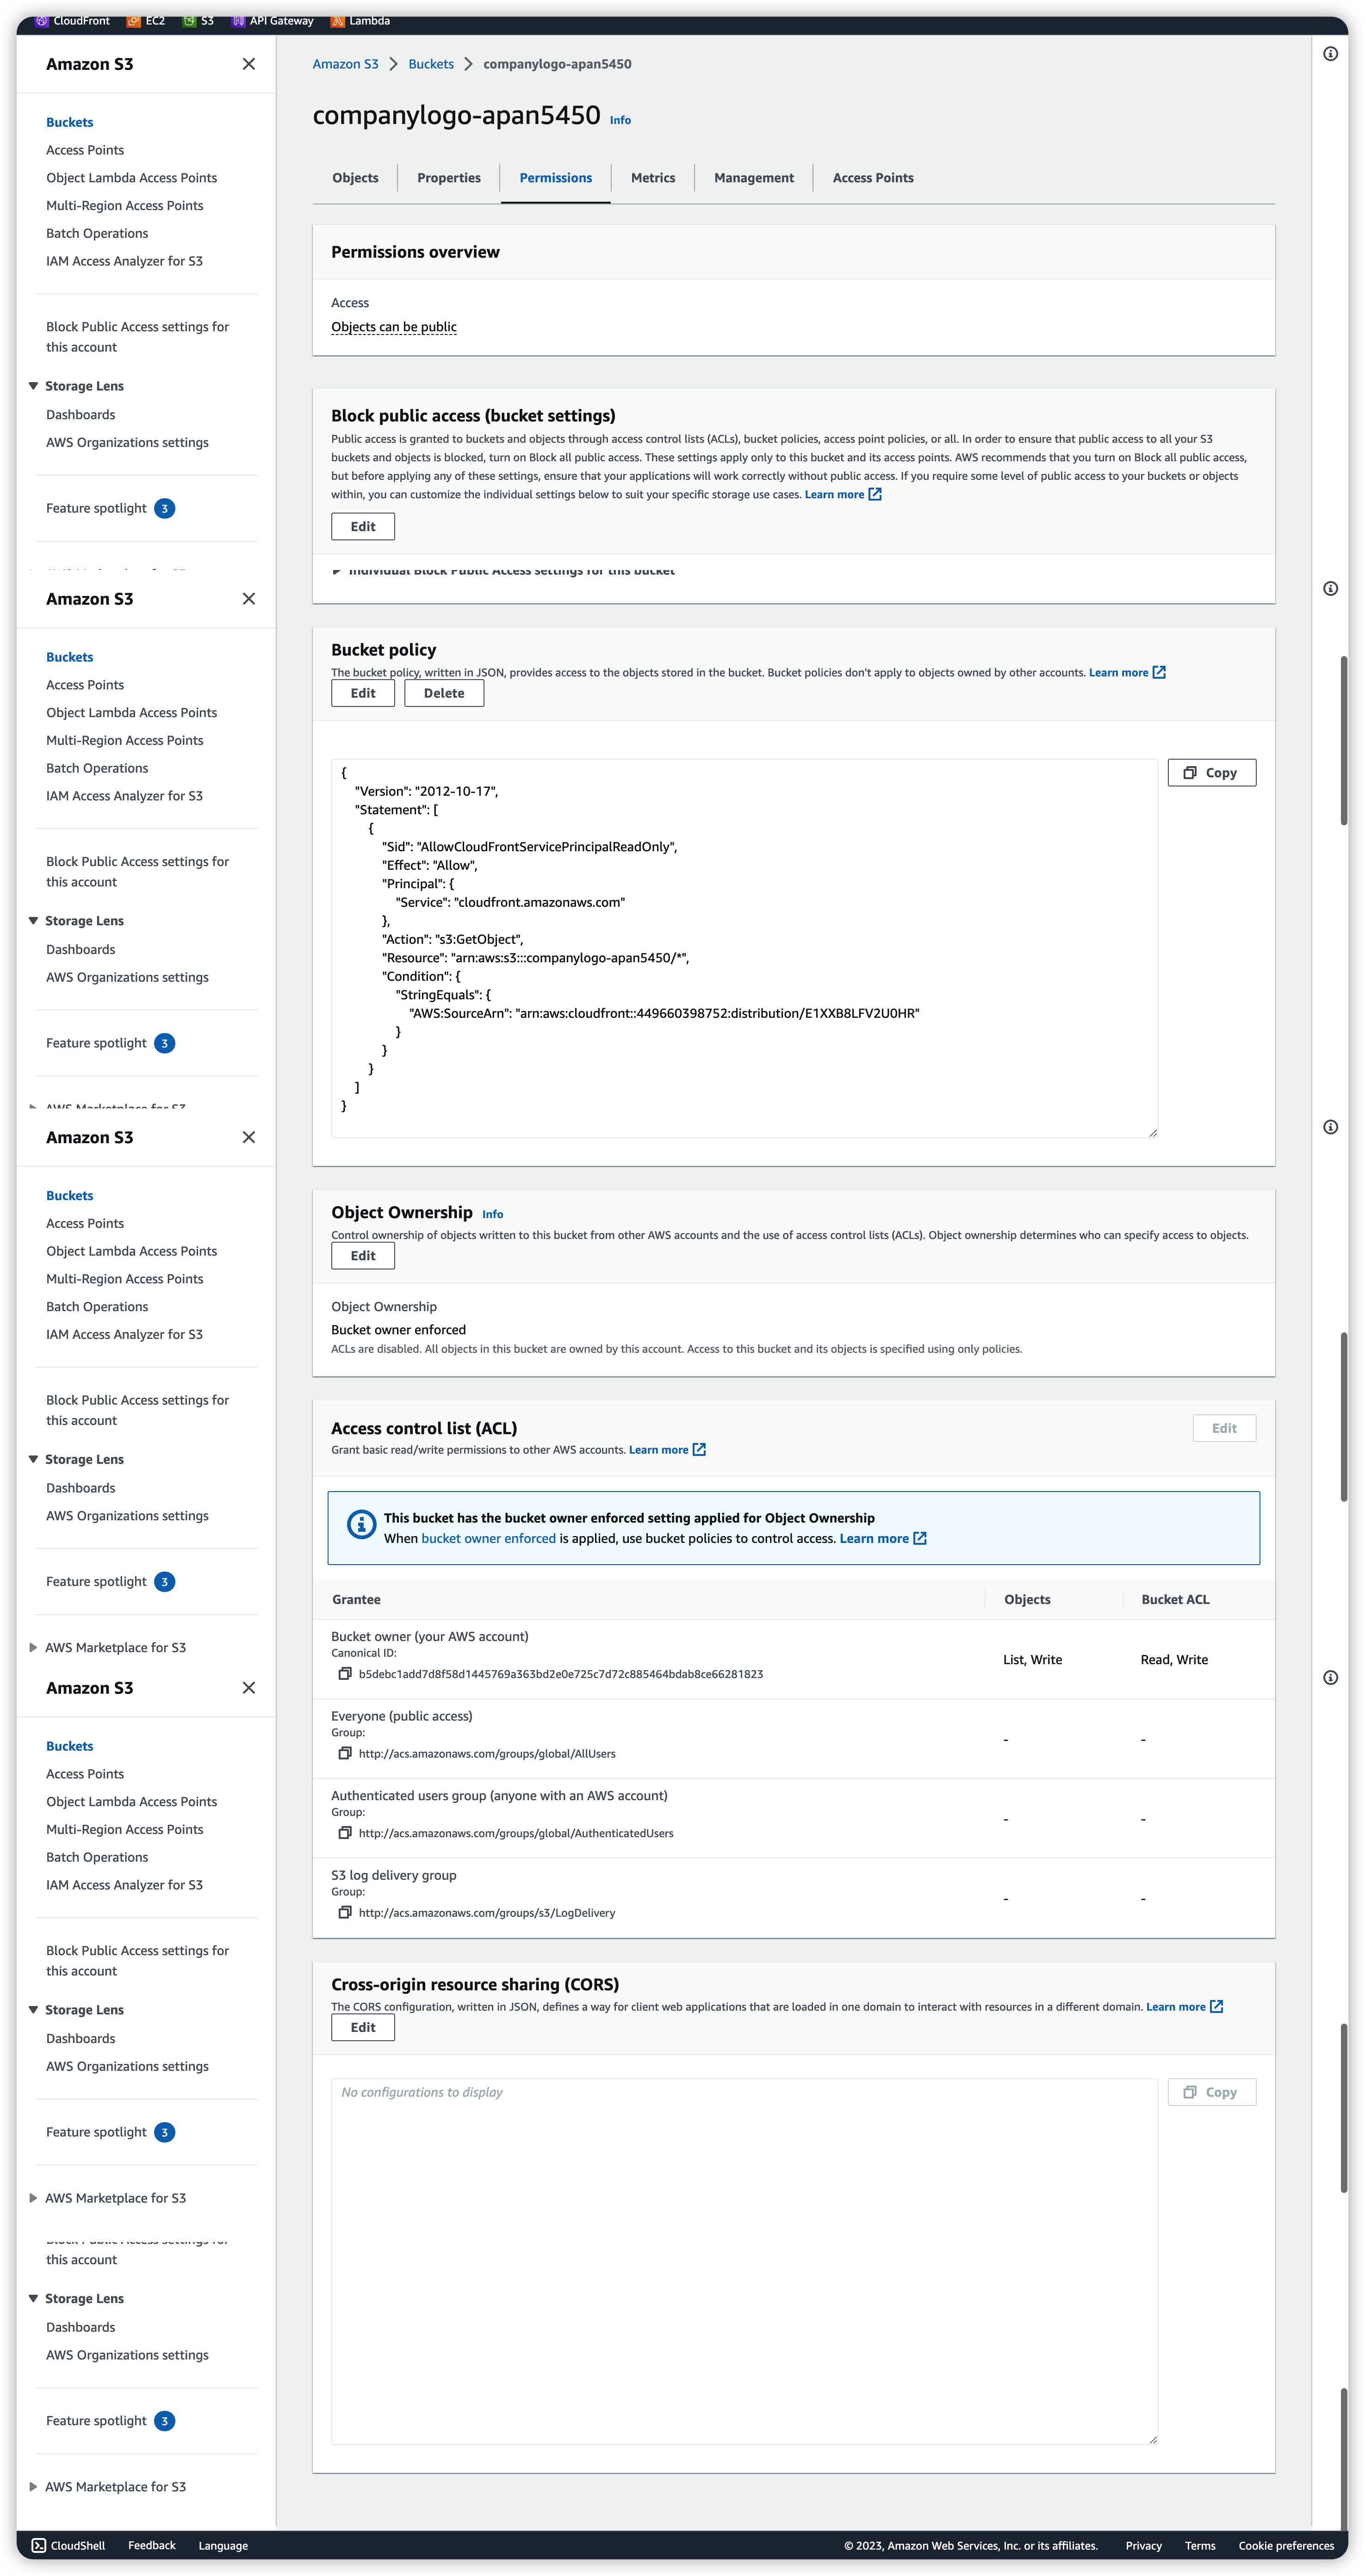 CloudFront EC2 S3 API Gateway Lambda
Amazon S3
Buckets
Access Points
Object Lambda Access Points
Multi-Region Access Points
Batch Operations
IAM Access Analyzer for S3
Block Public Access settings for
this account
Storage Lens
Dashboards
AWS Organizations settings
Feature spotlight 3
Amazon S3 > Buckets > companylogo-apan5450
companylogo-apan5450 Info
Objects Properties Permissions Metrics Management Access Points
Permissions overview
Access
Objects can be public
Block public access (bucket settings)
Public access is granted to buckets and objects through access control lists (ACLs), bucket policies, access point policies, or all. In order to ensure that public access to all your S3
buckets and objects is blocked, turn on Block all public access. These settings apply only to this bucket and its access points. AWS recommends that you turn on Block all public access,
but before applying any of these settings, ensure that your applications will work correctly without public access. If you require some level of public access to your buckets or objects
within, you can customize the individual settings below to suit your specific storage use cases. Learn more
Edit
Individual Block Public Access settings for this bucket
Amazon S3
Buckets
Access Points
Object Lambda Access Points
Multi-Region Access Points
Batch Operations
IAM Access Analyzer for S3
Block Public Access settings for
this account
Storage Lens
Dashboards
AWS Organizations settings
Feature spotlight 3
AWS Marketplace for S3
Bucket policy
The bucket policy, written in JSON, provides access to the objects stored in the bucket. Bucket policies don't apply to objects owned by other accounts. Learn more
Edit Delete
Copy
{
"Version": "2012-10-17",
"Statement": [
{
"Sid": "AllowCloudFrontServicePrincipalReadOnly",
"Effect": "Allow",
"Principal": {
"Service": "cloudfront.amazonaws.com"
},
"Action": "s3:GetObject",
"Resource": "arn:aws:s3:::companylogo-apan5450/*",
"Condition": {
"StringEquals": {
"AWS:SourceArn": "arn:aws:cloudfront::449660398752:distribution/E1XXB8LFV2U0HR"
}
}
}
]
}
Amazon S3
Buckets
Access Points
Object Lambda Access Points
Multi-Region Access Points
Batch Operations
IAM Access Analyzer for S3
Block Public Access settings for
this account
Storage Lens
Dashboards
AWS Organizations settings
Feature spotlight 3
AWS Marketplace for S3
Object Ownership Info
Control ownership of objects written to this bucket from other AWS accounts and the use of access control lists (ACLs). Object ownership determines who can specify access to objects.
Edit
Object Ownership
Bucket owner enforced
ACLs are disabled. All objects in this bucket are owned by this account. Access to this bucket and its objects is specified using only policies.
Access control list (ACL)
Edit
Grant basic read/write permissions to other AWS accounts. Learn more
This bucket has the bucket owner enforced setting applied for Object Ownership
When bucket owner enforced is applied, use bucket policies to control access. Learn more
Grantee Objects Bucket ACL
Bucket owner (your AWS account)
Canonical ID:
b5debc1add7d8f58d1445769a363bd2e0e725c7d72c885464bdab8ce66281823
List, Write Read, Write
Everyone (public access)
Group:
http://acs.amazonaws.com/groups/global/AllUsers
- -
Authenticated users group (anyone with an AWS account)
Group:
http://acs.amazonaws.com/groups/global/AuthenticatedUsers
- -
S3 log delivery group
Group:
http://acs.amazonaws.com/groups/s3/LogDelivery
- -
Amazon S3
Buckets
Access Points
Object Lambda Access Points
Multi-Region Access Points
Batch Operations
IAM Access Analyzer for S3
Block Public Access settings for
this account
Storage Lens
Dashboards
AWS Organizations settings
Feature spotlight 3
AWS Marketplace for S3
Block Public Access settings for
this account
Storage Lens
Dashboards
AWS Organizations settings
Feature spotlight 3
AWS Marketplace for S3
Cross-origin resource sharing (CORS)
The CORS configuration, written in JSON, defines a way for client web applications that are loaded in one domain to interact with resources in a different domain. Learn more
Edit
No configurations to display
Copy
CloudShell Feedback Language © 2023, Amazon Web Services, Inc. or its affiliates. Privacy Terms Cookie preferences